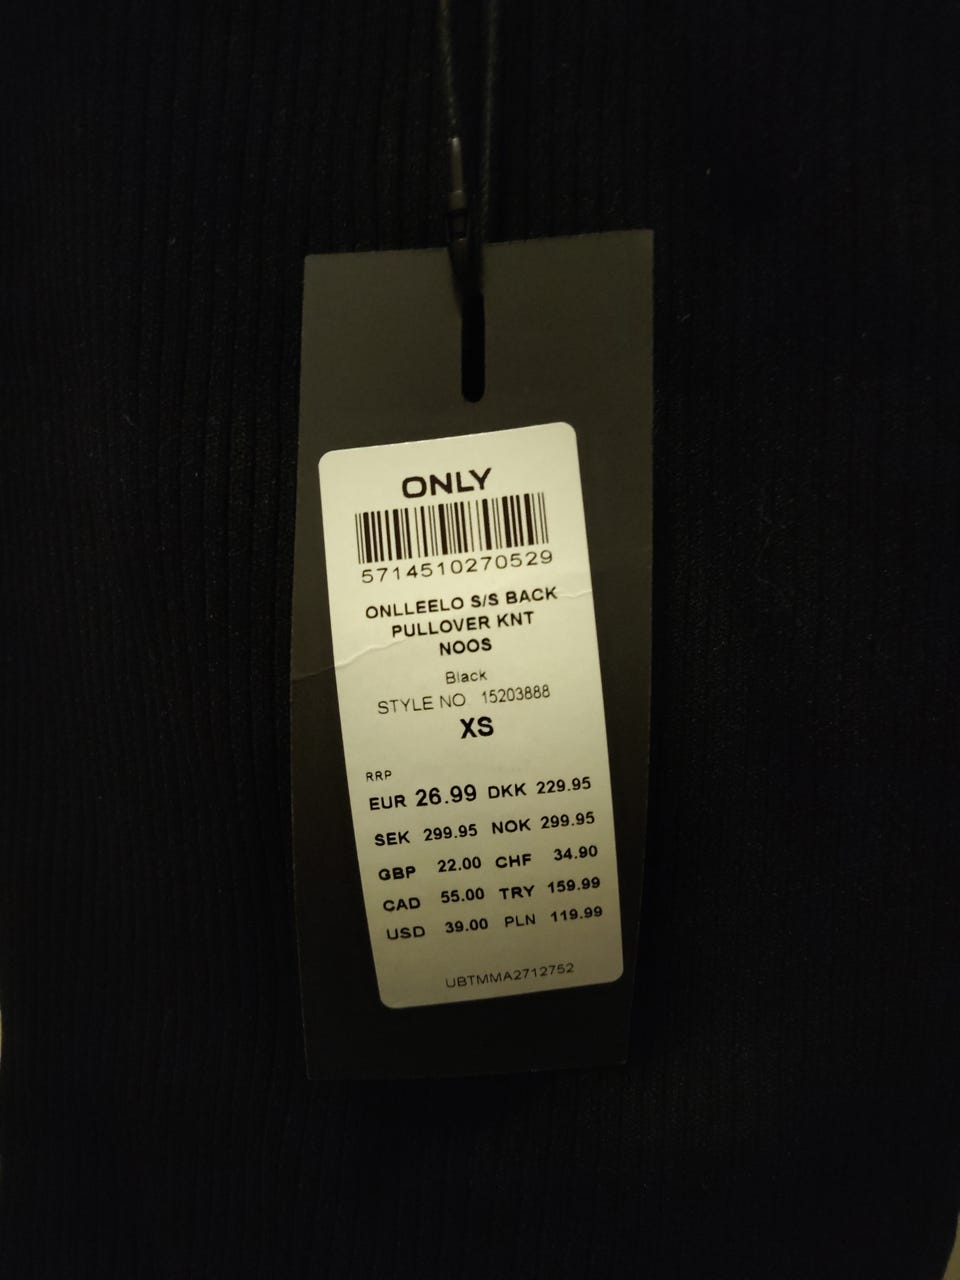 ONLY
5714510270529
ONLLEELO S/S BACK
PULLOVER KNT
NOOS
Black
STYLE NO 15203888
XS
RRP
EUR 26.99 DKK 229.95
SEK 299.95 NOK 299.95
GBP 22.00 CHF 34.90
CAD 55.00 TRY 159.99
USD 39.00 PLN 119.99
UBTMMA2712752